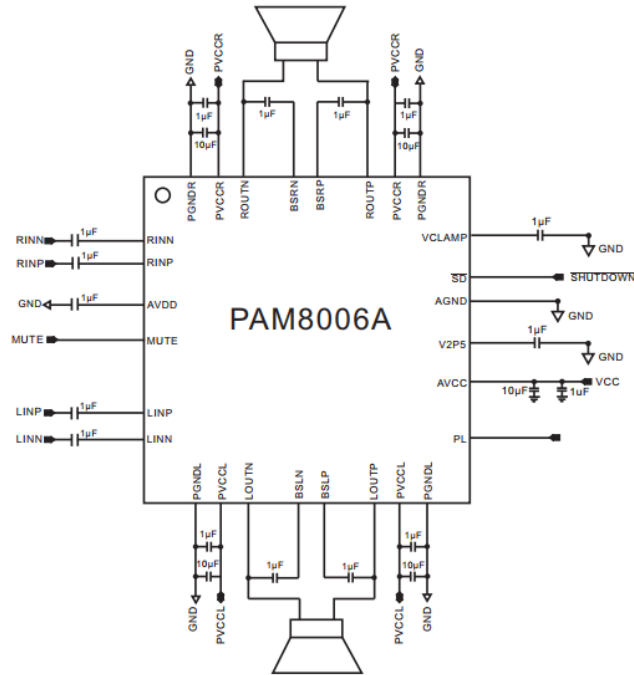 GND PVCCR PVCCR GND
1µF 1µF 1µF 1µF
10µF 10µF
PGNDR PVCCR ROUTN BSRN BSRP ROUTP PVCCR PGNDR
RINN 1µF RINN
RINP 1µF RINP
GND 1µF AVDD
MUTE MUTE
LINP 1µF LINP
LINN 1µF LINN
PAM8006A
VCLAMP 1µF GND
SD SHUTDOWN
AGND GND
V2P5 1µF GND
AVCC 10µF 1uF VCC
PL
PGNDL PVCCL LOUTN BSLN BSLP LOUTP PVCCL PGNDL
1µF 1µF
10µF 1µF 1µF 10µF
GND PVCCL PVCCL GND